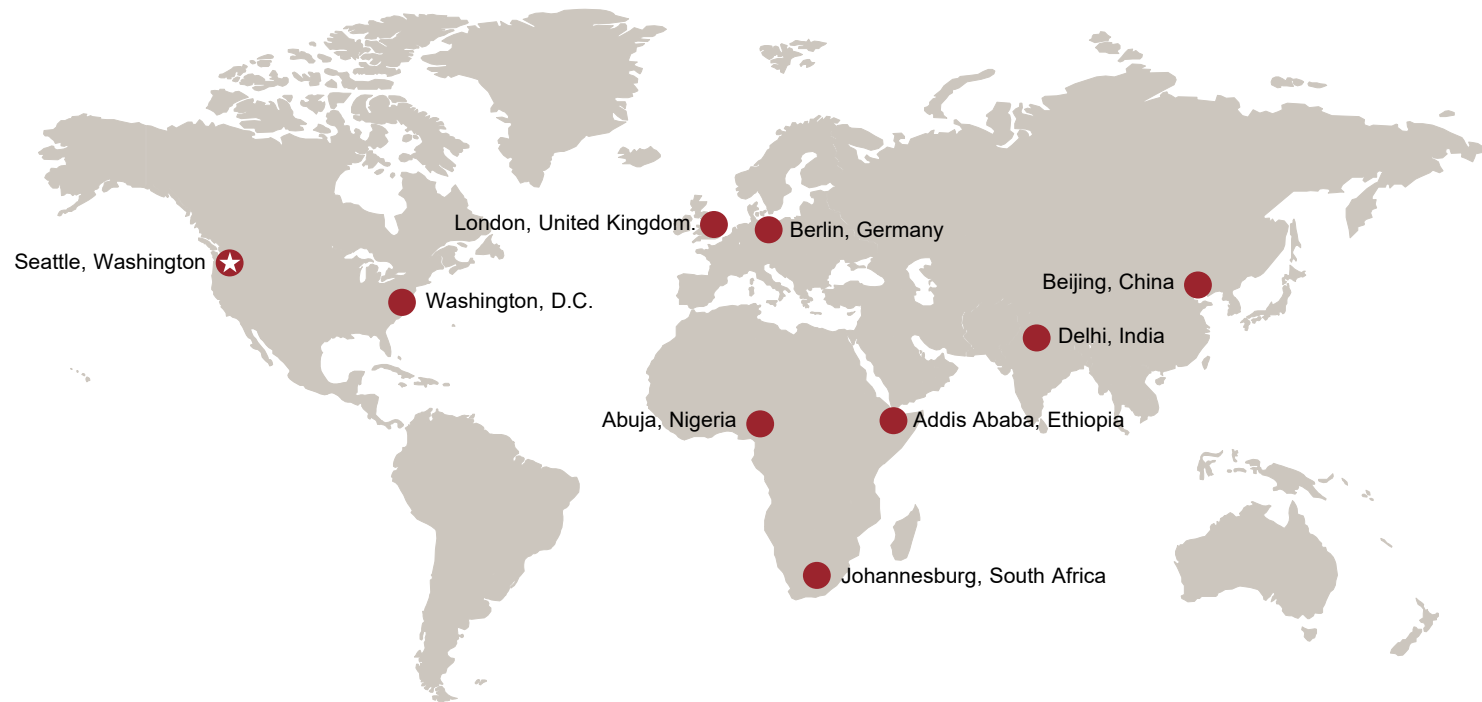 London, United Kingdom.
Berlin, Germany
Seattle, Washington
Beijing, China
Washington, D.C.
Delhi, India
Abuja, Nigeria
Addis Ababa, Ethiopia
Johannesburg, South Africa